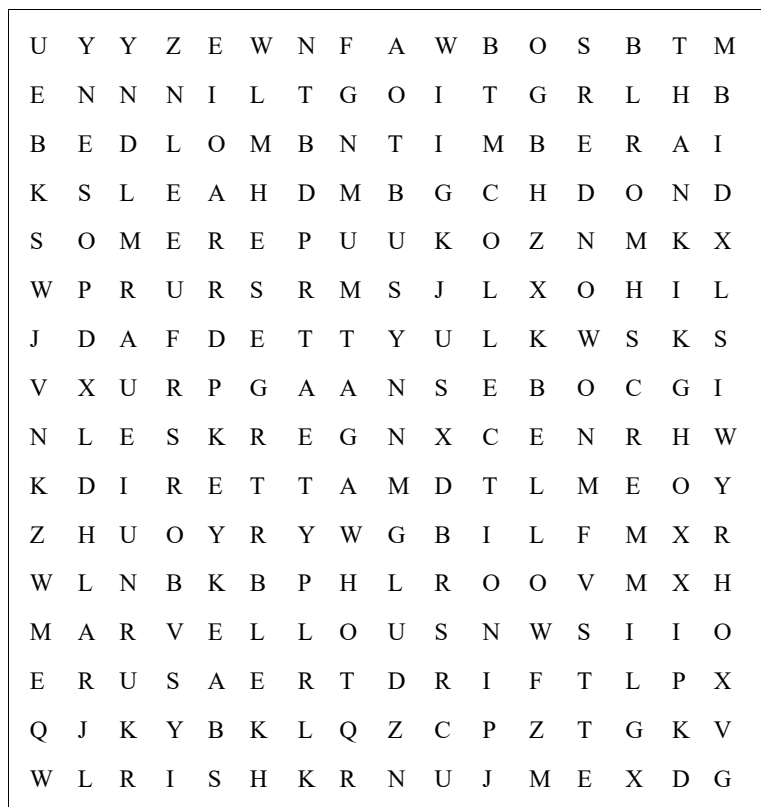 U Y Y Z E W N F A W B O S B T M
E N N N I L T G O I T G R L H B
B E D L O M B N T I M B E R A I
K S L E A H D M B G C H D O N D
S O M E R E P U U K O Z N M K X
W P R U R S R M S J L X O H I L
J D A F D E T T Y U L K W S K S
V X U R P G A A N S E B O C G I
N L E S K R E G N X C E N R H W
K D I R E T T A M D T L M E O Y
Z H U O Y R Y W G B I L F M X R
W L N B K B P H L R O O V M X H
M A R V E L L O U S N W S I I O
E R U S A E R T D R I F T L P X
Q J K Y B K L Q Z C P Z T G K V
W L R I S H K R N U J M E X D G